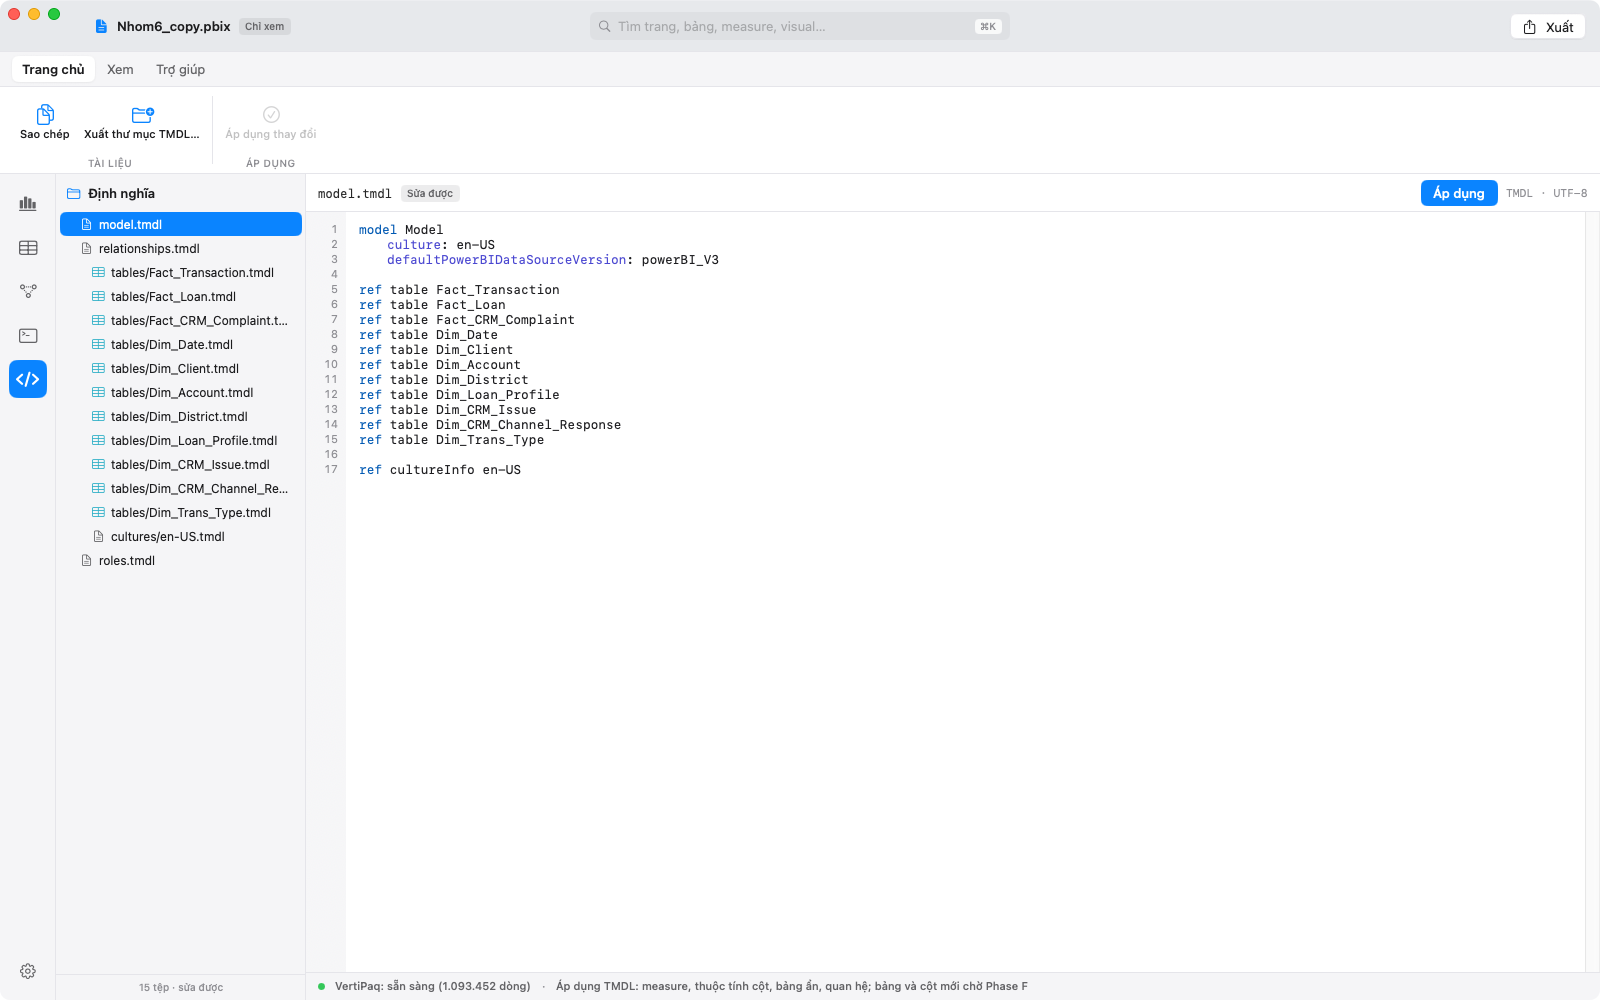 Nhom6_copy.pbix Chỉ xem
Tìm trang, bảng, measure, visual... ⌘K
Xuất
Trang chủ Xem Trợ giúp
Sao chép
Xuất thư mục TMDL...
TÀI LIỆU
Áp dụng thay đổi
ÁP DỤNG
Định nghĩa
model.tmdl
relationships.tmdl
tables/Fact_Transaction.tmdl
tables/Fact_Loan.tmdl
tables/Fact_CRM_Complaint.t...
tables/Dim_Date.tmdl
tables/Dim_Client.tmdl
tables/Dim_Account.tmdl
tables/Dim_District.tmdl
tables/Dim_Loan_Profile.tmdl
tables/Dim_CRM_Issue.tmdl
tables/Dim_CRM_Channel_Re...
tables/Dim_Trans_Type.tmdl
cultures/en-US.tmdl
roles.tmdl
15 tệp · sửa được
model.tmdl Sửa được
Áp dụng TMDL · UTF-8
1 model Model
2 culture: en-US
3 defaultPowerBIDataSourceVersion: powerBI_V3
4
5 ref table Fact_Transaction
6 ref table Fact_Loan
7 ref table Fact_CRM_Complaint
8 ref table Dim_Date
9 ref table Dim_Client
10 ref table Dim_Account
11 ref table Dim_District
12 ref table Dim_Loan_Profile
13 ref table Dim_CRM_Issue
14 ref table Dim_CRM_Channel_Response
15 ref table Dim_Trans_Type
16
17 ref cultureInfo en-US
VertiPaq: sẵn sàng (1.093.452 dòng) · Áp dụng TMDL: measure, thuộc tính cột, bảng ẩn, quan hệ; bảng và cột mới chờ Phase F